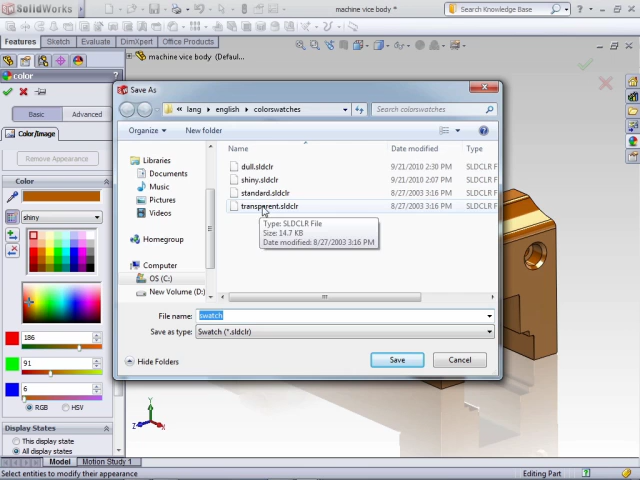 SolidWorks
machine vice body *
Search Knowledge Base
Features
Sketch
Evaluate
DimXpert
Office Products
machine vice body (Defaul...
color
?
Basic
Advanced
Color/Image
Remove Appearance
Color
shiny
186
91
6
RGB
HSV
Display States
This display state
All display states
Save As
« lang english colorswatches
Search colorswatches
Organize
New folder
Name
Date modified
Type
Libraries
Documents
Music
Pictures
Videos
Homegroup
Computer
OS (C:)
New Volume (D:)
dull.sldclr
9/21/2010 2:30 PM
SLDCLR F
shiny.sldclr
9/21/2010 2:07 PM
SLDCLR F
standard.sldclr
8/27/2003 3:16 PM
SLDCLR F
transparent.sldclr
8/27/2003 3:16 PM
SLDCLR F
Type: SLDCLR File
Size: 14.7 KB
Date modified: 8/27/2003 3:16 PM
File name:
swatch
Save as type:
Swatch (*.sldclr)
Hide Folders
Save
Cancel
Y
Z
X
Model
Motion Study 1
Select entities to modify their appearance
Editing Part